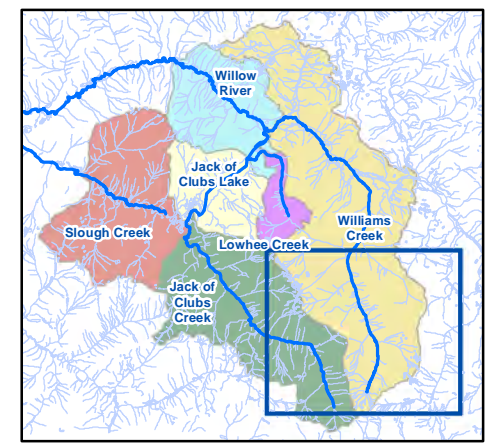 Willow
River
Jack of
Clubs Lake
Williams
Creek
Slough Creek
Lowhee Creek
Jack of
Clubs
Creek